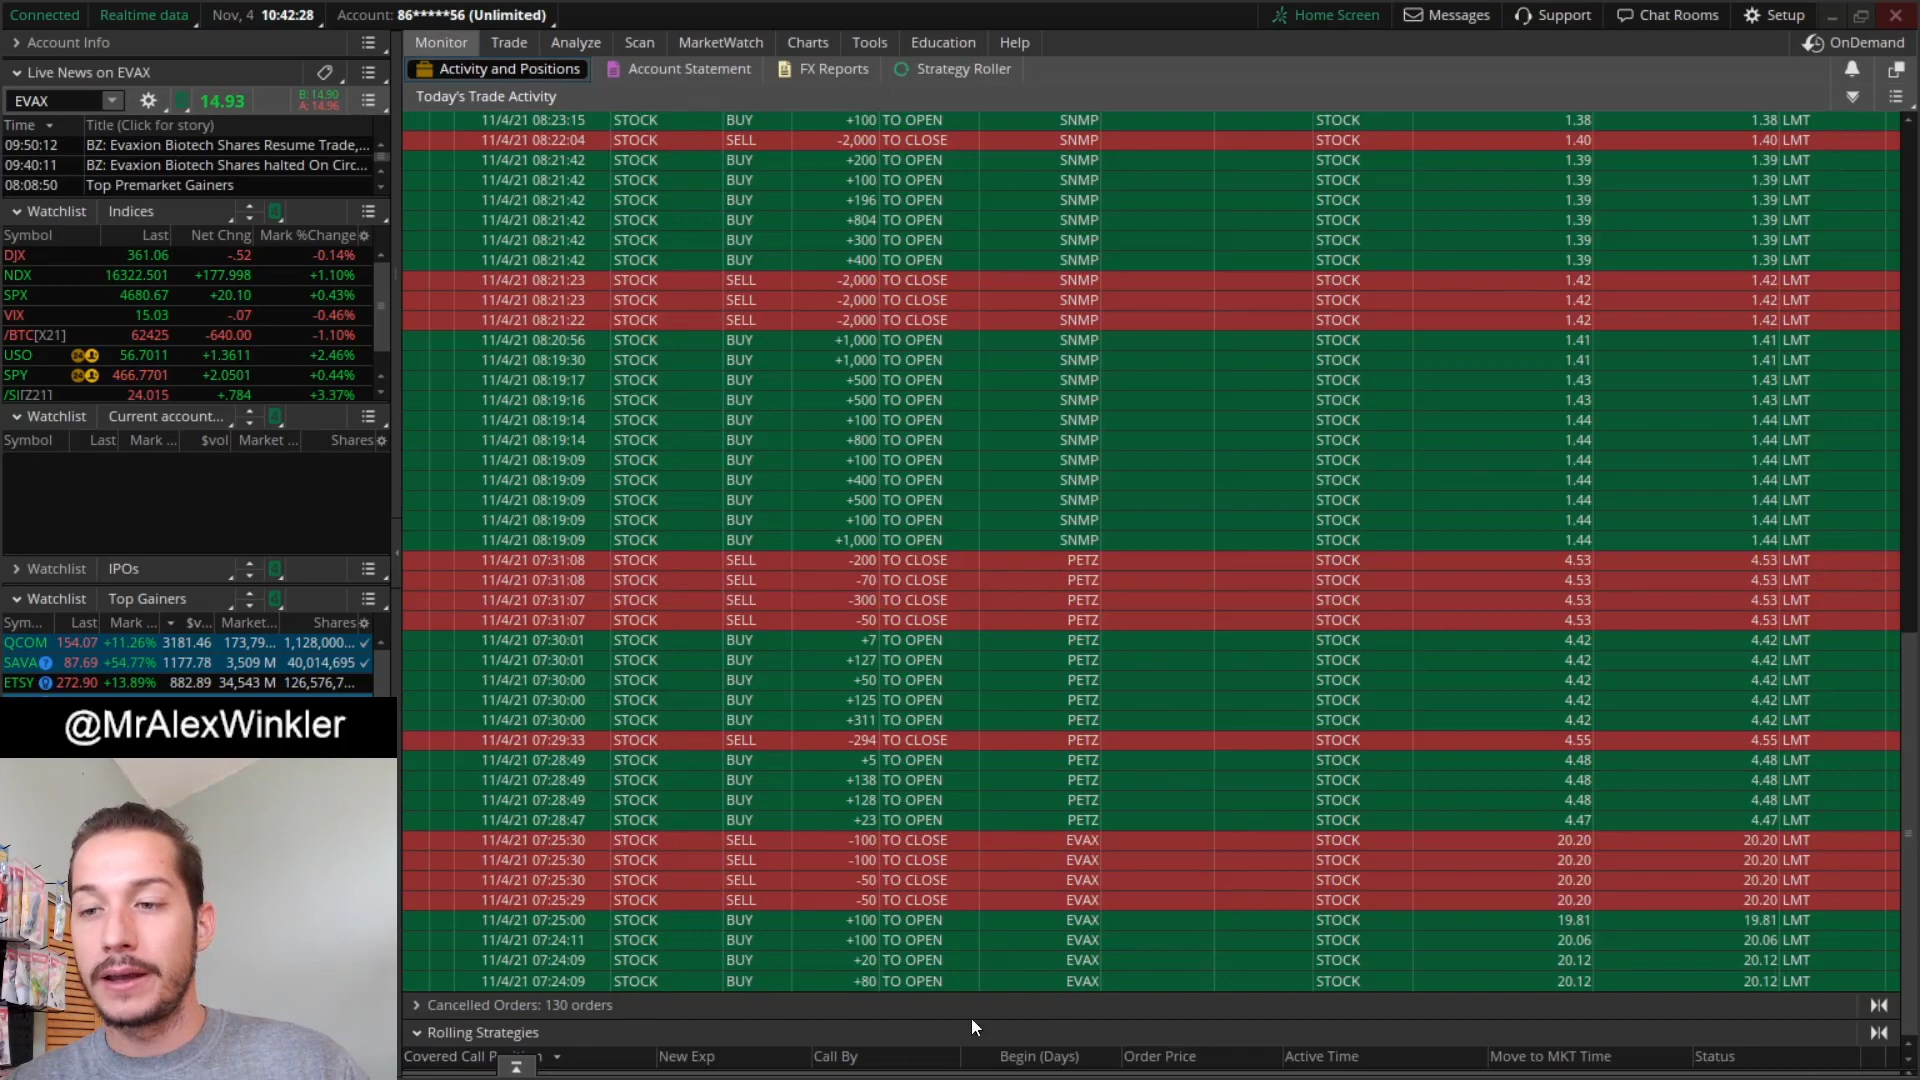 Connected Realtime data Nov, 4 10:42:28 Account: 86*****56 (Unlimited) Home Screen Messages Support Chat Rooms Setup
Account Info Monitor Trade Analyze Scan MarketWatch Charts Tools Education Help OnDemand
Live News on EVAX Activity and Positions Account Statement FX Reports Strategy Roller
EVAX 14.93 B: 14.90 A: 14.96
Today's Trade Activity
Time Title (Click for story)
09:50:12 BZ: Evaxion Biotech Shares Resume Trade,...
09:40:11 BZ: Evaxion Biotech Shares halted On Circ...
08:08:50 Top Premarket Gainers
Watchlist Indices
Symbol Last Net Chng Mark %Change
DJX 361.06 -.52 -0.14%
NDX 16322.501 +177.998 +1.10%
SPX 4680.67 +20.10 +0.43%
VIX 15.03 -.07 -0.46%
/BTC[X21] 62425 -640.00 -1.10%
USO 56.7011 +1.3611 +2.46%
SPY 466.7701 +2.0501 +0.44%
/SI[Z21] 24.015 +.784 +3.37%
Watchlist Current account...
Symbol Last Mark ... $vol Market ... Shares
Watchlist IPOs
Watchlist Top Gainers
Sym... Last Mark ... $v... Market... Shares
QCOM 154.07 +11.26% 3181.46 173,79... 1,128,000...
SAVA 87.69 +54.77% 1177.78 3,509 M 40,014,695
ETSY 272.90 +13.89% 882.89 34,543 M 126,576,7...
@MrAlexWinkler
11/4/21 08:23:15 STOCK BUY +100 TO OPEN SNMP STOCK 1.38 1.38 LMT
11/4/21 08:22:04 STOCK SELL -2,000 TO CLOSE SNMP STOCK 1.40 1.40 LMT
11/4/21 08:21:42 STOCK BUY +200 TO OPEN SNMP STOCK 1.39 1.39 LMT
11/4/21 08:21:42 STOCK BUY +100 TO OPEN SNMP STOCK 1.39 1.39 LMT
11/4/21 08:21:42 STOCK BUY +196 TO OPEN SNMP STOCK 1.39 1.39 LMT
11/4/21 08:21:42 STOCK BUY +804 TO OPEN SNMP STOCK 1.39 1.39 LMT
11/4/21 08:21:42 STOCK BUY +300 TO OPEN SNMP STOCK 1.39 1.39 LMT
11/4/21 08:21:42 STOCK BUY +400 TO OPEN SNMP STOCK 1.39 1.39 LMT
11/4/21 08:21:23 STOCK SELL -2,000 TO CLOSE SNMP STOCK 1.42 1.42 LMT
11/4/21 08:21:23 STOCK SELL -2,000 TO CLOSE SNMP STOCK 1.42 1.42 LMT
11/4/21 08:21:22 STOCK SELL -2,000 TO CLOSE SNMP STOCK 1.42 1.42 LMT
11/4/21 08:20:56 STOCK BUY +1,000 TO OPEN SNMP STOCK 1.41 1.41 LMT
11/4/21 08:19:30 STOCK BUY +1,000 TO OPEN SNMP STOCK 1.41 1.41 LMT
11/4/21 08:19:17 STOCK BUY +500 TO OPEN SNMP STOCK 1.43 1.43 LMT
11/4/21 08:19:16 STOCK BUY +500 TO OPEN SNMP STOCK 1.43 1.43 LMT
11/4/21 08:19:14 STOCK BUY +100 TO OPEN SNMP STOCK 1.44 1.44 LMT
11/4/21 08:19:14 STOCK BUY +800 TO OPEN SNMP STOCK 1.44 1.44 LMT
11/4/21 08:19:09 STOCK BUY +100 TO OPEN SNMP STOCK 1.44 1.44 LMT
11/4/21 08:19:09 STOCK BUY +400 TO OPEN SNMP STOCK 1.44 1.44 LMT
11/4/21 08:19:09 STOCK BUY +500 TO OPEN SNMP STOCK 1.44 1.44 LMT
11/4/21 08:19:09 STOCK BUY +100 TO OPEN SNMP STOCK 1.44 1.44 LMT
11/4/21 08:19:09 STOCK BUY +1,000 TO OPEN SNMP STOCK 1.44 1.44 LMT
11/4/21 07:31:08 STOCK SELL -200 TO CLOSE PETZ STOCK 4.53 4.53 LMT
11/4/21 07:31:08 STOCK SELL -70 TO CLOSE PETZ STOCK 4.53 4.53 LMT
11/4/21 07:31:07 STOCK SELL -300 TO CLOSE PETZ STOCK 4.53 4.53 LMT
11/4/21 07:31:07 STOCK SELL -50 TO CLOSE PETZ STOCK 4.53 4.53 LMT
11/4/21 07:30:01 STOCK BUY +7 TO OPEN PETZ STOCK 4.42 4.42 LMT
11/4/21 07:30:01 STOCK BUY +127 TO OPEN PETZ STOCK 4.42 4.42 LMT
11/4/21 07:30:00 STOCK BUY +50 TO OPEN PETZ STOCK 4.42 4.42 LMT
11/4/21 07:30:00 STOCK BUY +125 TO OPEN PETZ STOCK 4.42 4.42 LMT
11/4/21 07:30:00 STOCK BUY +311 TO OPEN PETZ STOCK 4.42 4.42 LMT
11/4/21 07:29:33 STOCK SELL -294 TO CLOSE PETZ STOCK 4.55 4.55 LMT
11/4/21 07:28:49 STOCK BUY +5 TO OPEN PETZ STOCK 4.48 4.48 LMT
11/4/21 07:28:49 STOCK BUY +138 TO OPEN PETZ STOCK 4.48 4.48 LMT
11/4/21 07:28:49 STOCK BUY +128 TO OPEN PETZ STOCK 4.48 4.48 LMT
11/4/21 07:28:47 STOCK BUY +23 TO OPEN PETZ STOCK 4.47 4.47 LMT
11/4/21 07:25:30 STOCK SELL -100 TO CLOSE EVAX STOCK 20.20 20.20 LMT
11/4/21 07:25:30 STOCK SELL -100 TO CLOSE EVAX STOCK 20.20 20.20 LMT
11/4/21 07:25:30 STOCK SELL -50 TO CLOSE EVAX STOCK 20.20 20.20 LMT
11/4/21 07:25:29 STOCK SELL -50 TO CLOSE EVAX STOCK 20.20 20.20 LMT
11/4/21 07:25:00 STOCK BUY +100 TO OPEN EVAX STOCK 19.81 19.81 LMT
11/4/21 07:24:11 STOCK BUY +100 TO OPEN EVAX STOCK 20.06 20.06 LMT
11/4/21 07:24:09 STOCK BUY +20 TO OPEN EVAX STOCK 20.12 20.12 LMT
11/4/21 07:24:09 STOCK BUY +80 TO OPEN EVAX STOCK 20.12 20.12 LMT
Cancelled Orders: 130 orders
Rolling Strategies
Covered Call New Exp Call By Begin (Days) Order Price Active Time Move to MKT Time Status